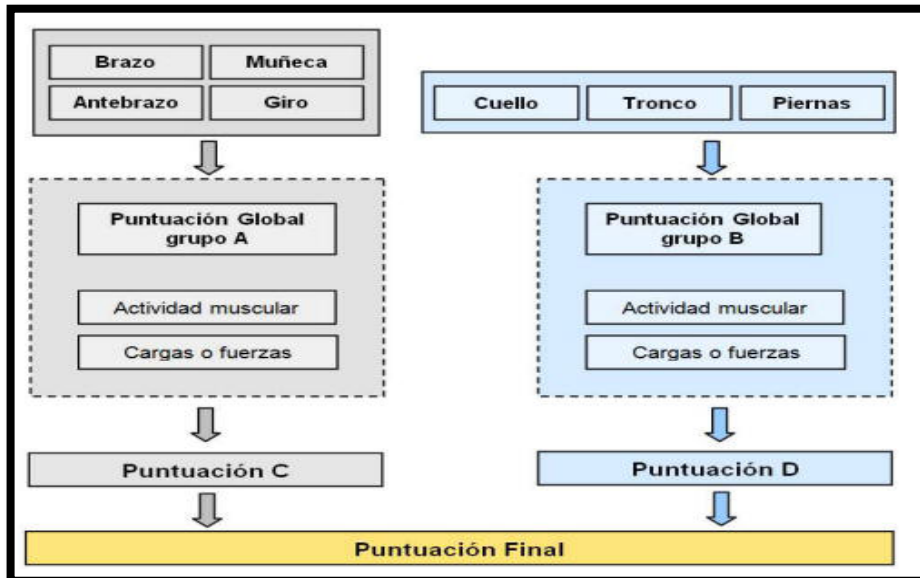 Brazo
Muñeca
Antebrazo
Giro
Cuello
Tronco
Piernas
Puntuación Global
grupo A
Actividad muscular
Cargas o fuerzas
Puntuación Global
grupo B
Actividad muscular
Cargas o fuerzas
Puntuación C
Puntuación D
Puntuación Final